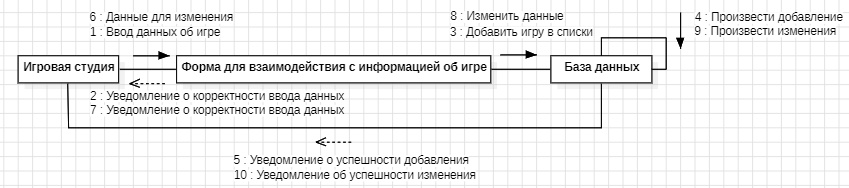 6 : Данные для изменения
1 : Ввод данных об игре
8 : Изменить данные
3 : Добавить игру в списки
4 : Произвести добавление
9 : Произвести изменения
Игровая студия
Форма для взаимодействия с информацией об игре
База данных
2 : Уведомление о корректности ввода данных
7 : Уведомление о корректности ввода данных
5 : Уведомление о успешности добавления
10 : Уведомление об успешности изменения